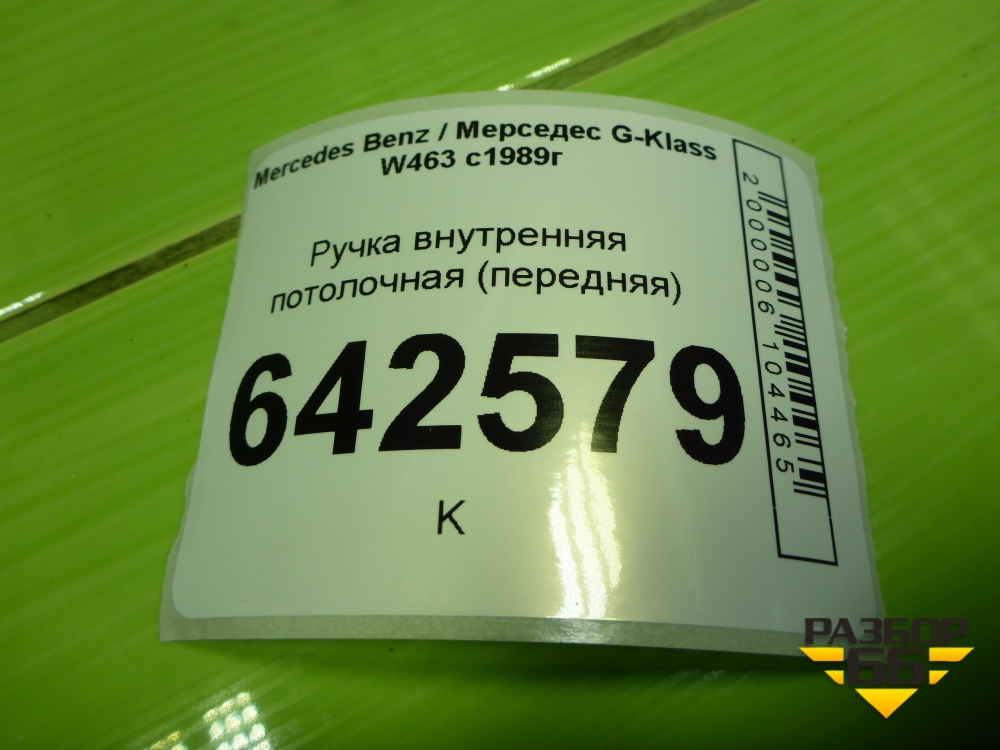 Mercedes Benz / Мерседес G-Klass
W463 с1989г
Ручка внутренняя
потолочная (передняя)
642579
К
2000006104465
РАЗБОР
66